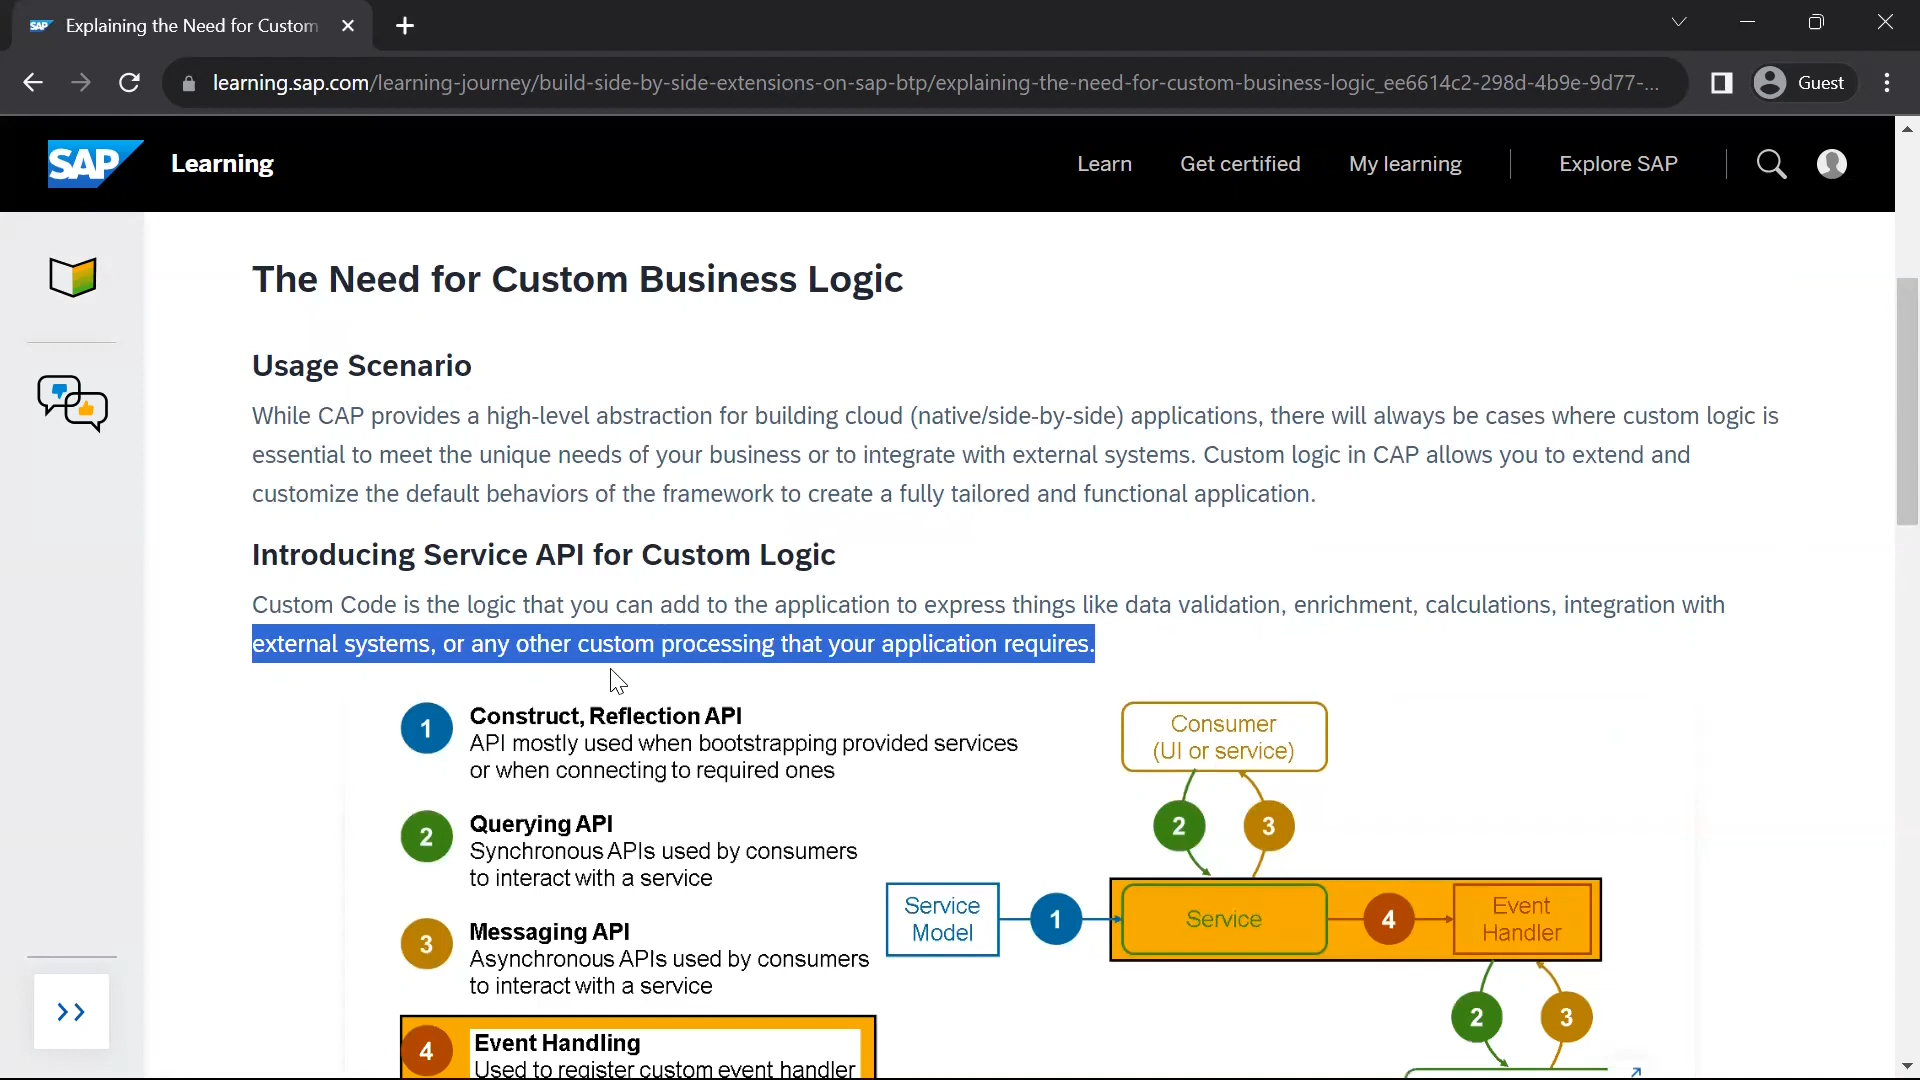 SAP Explaining the Need for Custom
learning.sap.com/learning-journey/build-side-by-side-extensions-on-sap-btp/explaining-the-need-for-custom-business-logic_ee6614c2-298d-4b9e-9d77-...
Guest
SAP Learning
Learn
Get certified
My learning
Explore SAP
The Need for Custom Business Logic
Usage Scenario
While CAP provides a high-level abstraction for building cloud (native/side-by-side) applications, there will always be cases where custom logic is
essential to meet the unique needs of your business or to integrate with external systems. Custom logic in CAP allows you to extend and
customize the default behaviors of the framework to create a fully tailored and functional application.
Introducing Service API for Custom Logic
Custom Code is the logic that you can add to the application to express things like data validation, enrichment, calculations, integration with
external systems, or any other custom processing that your application requires.
1 Construct, Reflection API
API mostly used when bootstrapping provided services
or when connecting to required ones
2 Querying API
Synchronous APIs used by consumers
to interact with a service
3 Messaging API
Asynchronous APIs used by consumers
to interact with a service
4 Event Handling
Used to register custom event handler
Consumer
(UI or service)
2 3
Service
Model
1
Service
4
Event
Handler
2 3